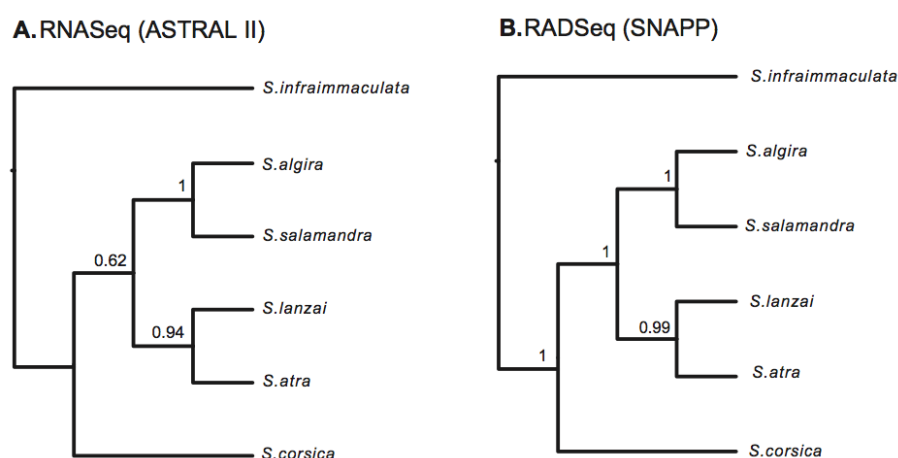 A.RNASeq (ASTRAL II)
S.infraimmaculata
S.algira
1
S.salamandra
0.62
S.lanzai
0.94
S.atra
S.corsica
B.RADSeq (SNAPP)
S.infraimmaculata
S.algira
1
S.salamandra
1
S.lanzai
0.99
S.atra
1
S.corsica